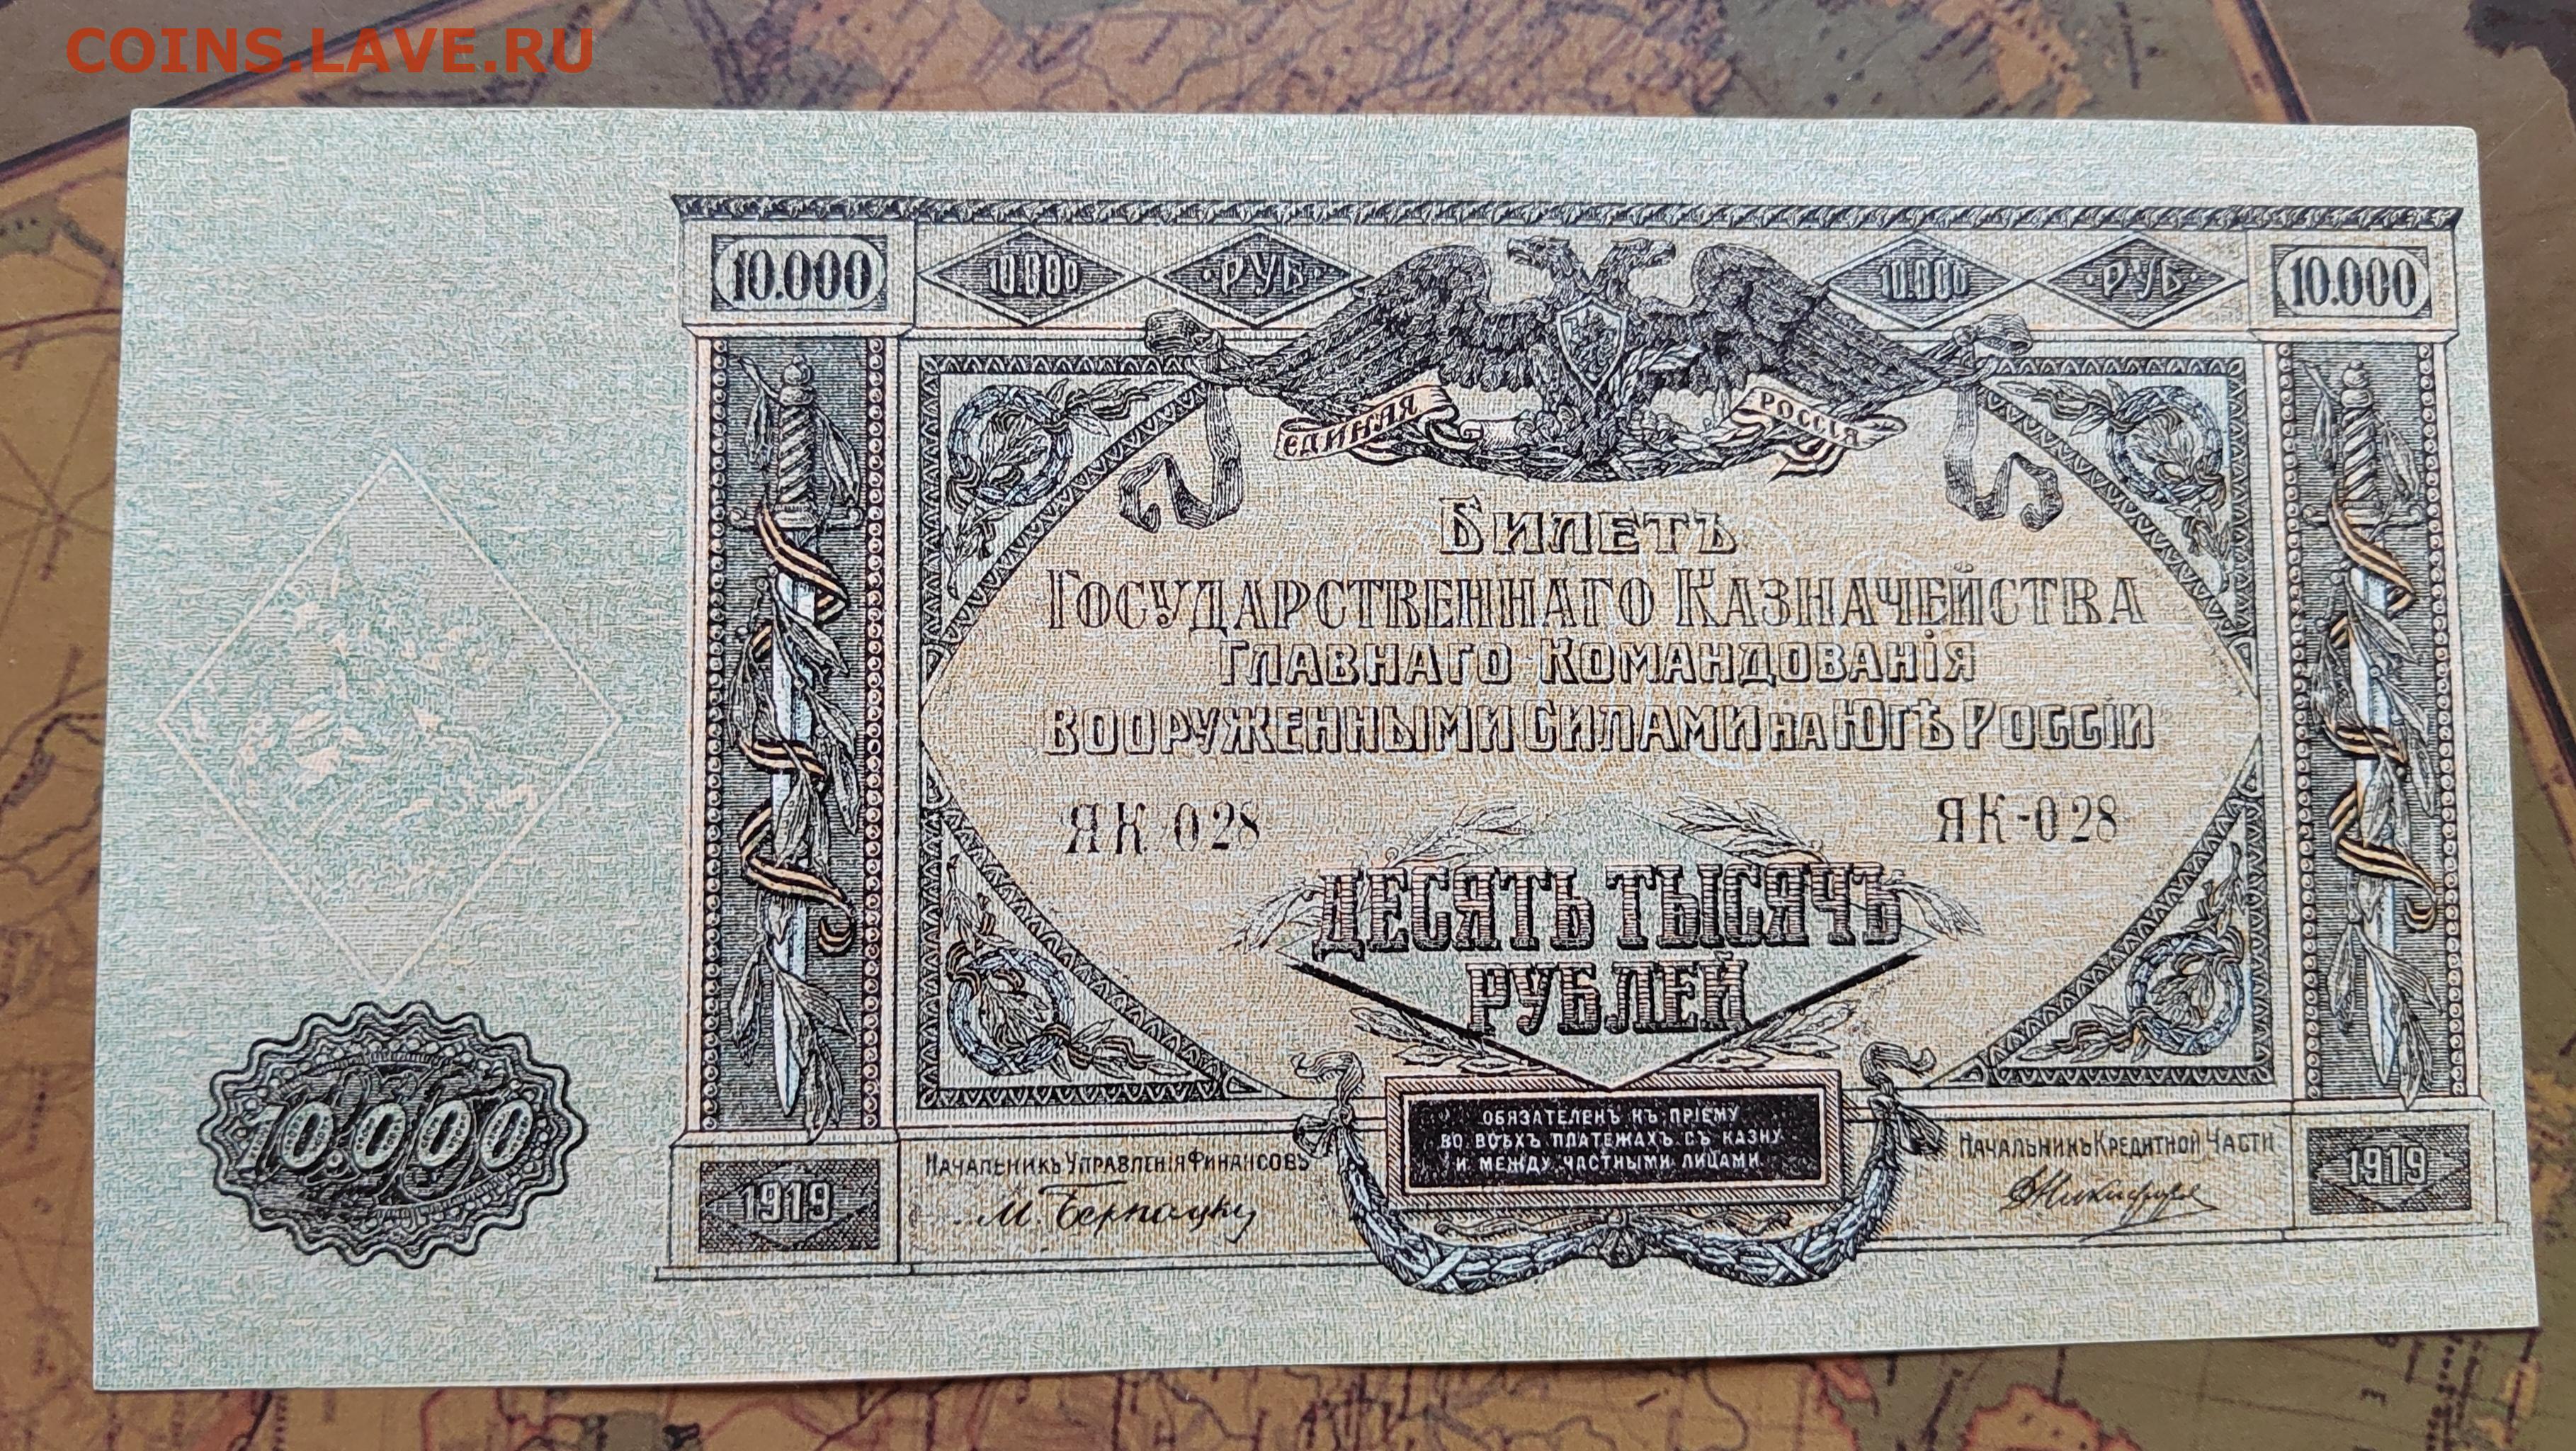 COINS.LAVE.RU
10.000 10.000 ·РУБ· 10.000 ·РУБ· 10.000
ЕДИНАЯ РОССІЯ
БИЛЕТЪ
ГОСУДАРСТВЕННАГО КАЗНАЧЕЙСТВА
ГЛАВНАГО КОМАНДОВАНІЯ
ВООРУЖЕННЫМИ СИЛАМИ НА ЮГѢ РОССІИ
ЯК-028 ЯК-028
ДЕСЯТЬ ТЫСЯЧЪ
РУБЛЕЙ
10.000
ОБЯЗАТЕЛЕНЪ КЪ ПРІЕМУ
ВО ВСѢХЪ ПЛАТЕЖАХЪ СЪ КАЗНУ
И МЕЖДУ ЧАСТНЫМИ ЛИЦАМИ
НАЧАЛЬНИКЪ УПРАВЛЕНІЯ ФИНАНСОВЪ НАЧАЛЬНИКЪ КРЕДИТНОЙ ЧАСТИ
1919 М. Бернацкій 1919